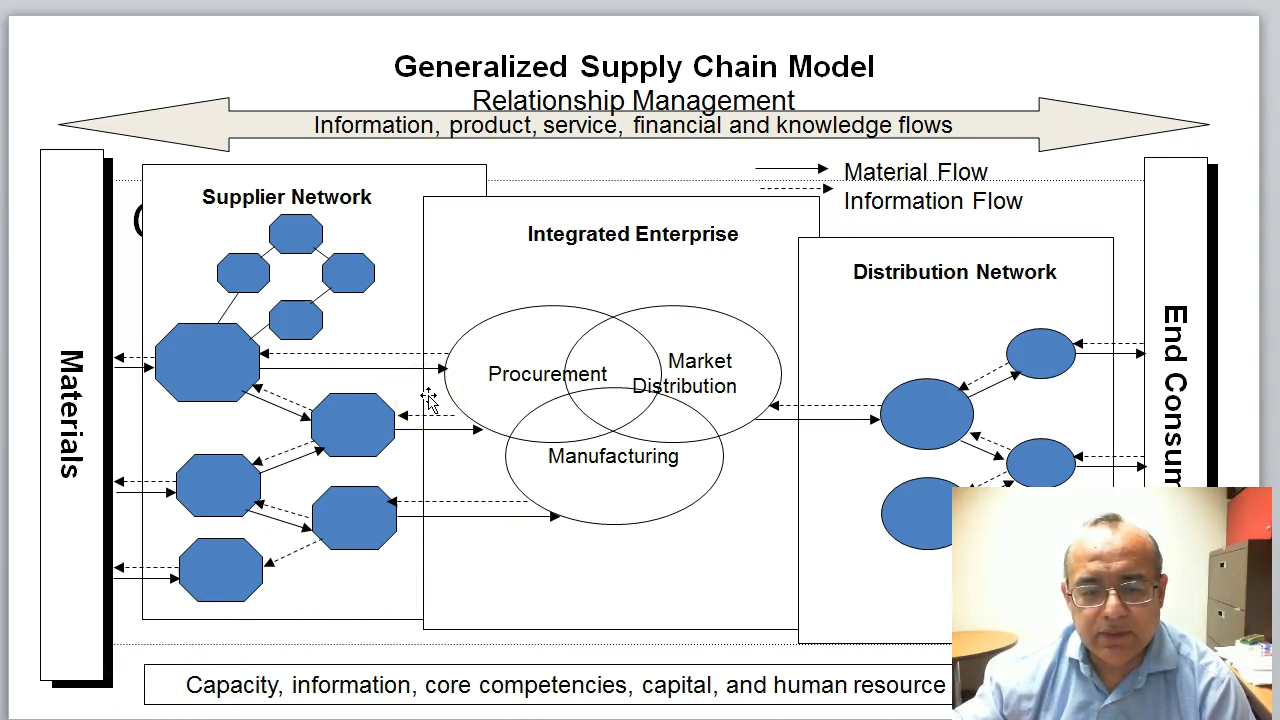 Generalized Supply Chain Model
Relationship Management
Information, product, service, financial and knowledge flows
Material Flow
Information Flow
Supplier Network
Integrated Enterprise
Distribution Network
Materials
Procurement
Market
Distribution
Manufacturing
End
Capacity, information, core competencies, capital, and human resource